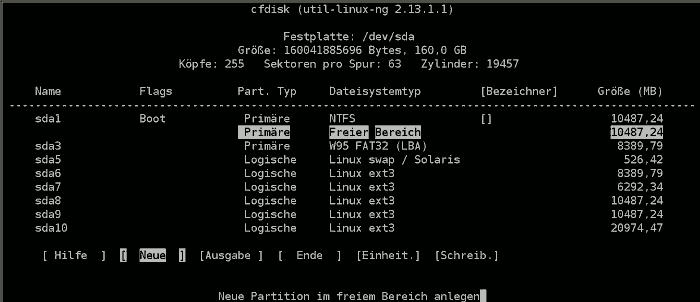 cfdisk (util-linux-ng 2.13.1.1)
Festplatte: /dev/sda
Größe: 160041885696 Bytes, 160,0 GB
Köpfe: 255 Sektoren pro Spur: 63 Zylinder: 19457
Name Flags Part. Typ Dateisystemtyp [Bezeichner] Größe (MB)
sda1 Boot Primäre NTFS [] 10487,24
Primäre Freier Bereich 10487,24
sda3 Primäre W95 FAT32 (LBA) 8389,79
sda5 Logische Linux swap / Solaris 526,42
sda6 Logische Linux ext3 8389,79
sda7 Logische Linux ext3 6292,34
sda8 Logische Linux ext3 10487,24
sda9 Logische Linux ext3 10487,24
sda10 Logische Linux ext3 20974,47
[ Hilfe ] [ Neue ] [Ausgabe ] [ Ende ] [Einheit.] [Schreib.]
Neue Partition im freiem Bereich anlegen